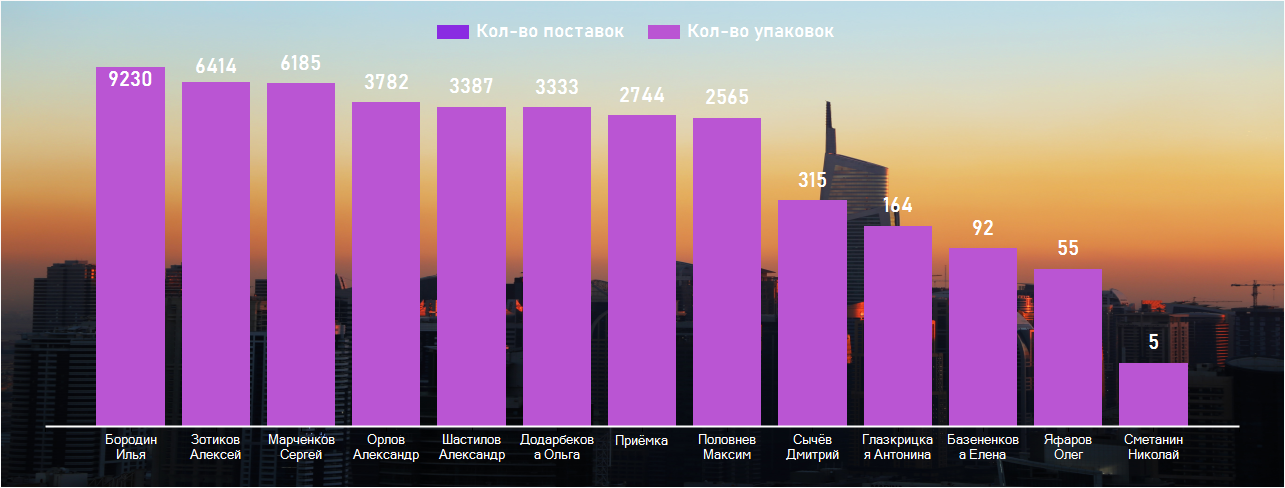 Кол-во поставок Кол-во упаковок
9230
6414
6185
3782
3387
3333
2744
2565
315
164
92
55
5
Бородин
Илья
Зотиков
Алексей
Марченков
Сергей
Орлов
Александр
Шастилов
Александр
Додарбеков
а Ольга
Приёмка
Половнев
Максим
Сычёв
Дмитрий
Глазкрицка
я Антонина
Базененков
а Елена
Яфаров
Олег
Сметанин
Николай